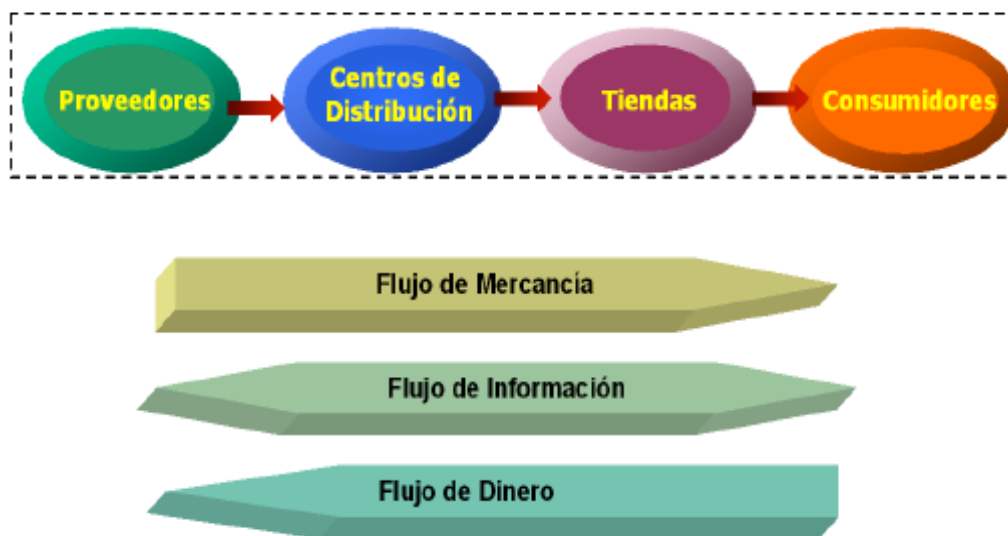 Proveedores
Centros de
Distribución
Tiendas
Consumidores
Flujo de Mercancía
Flujo de Información
Flujo de Dinero